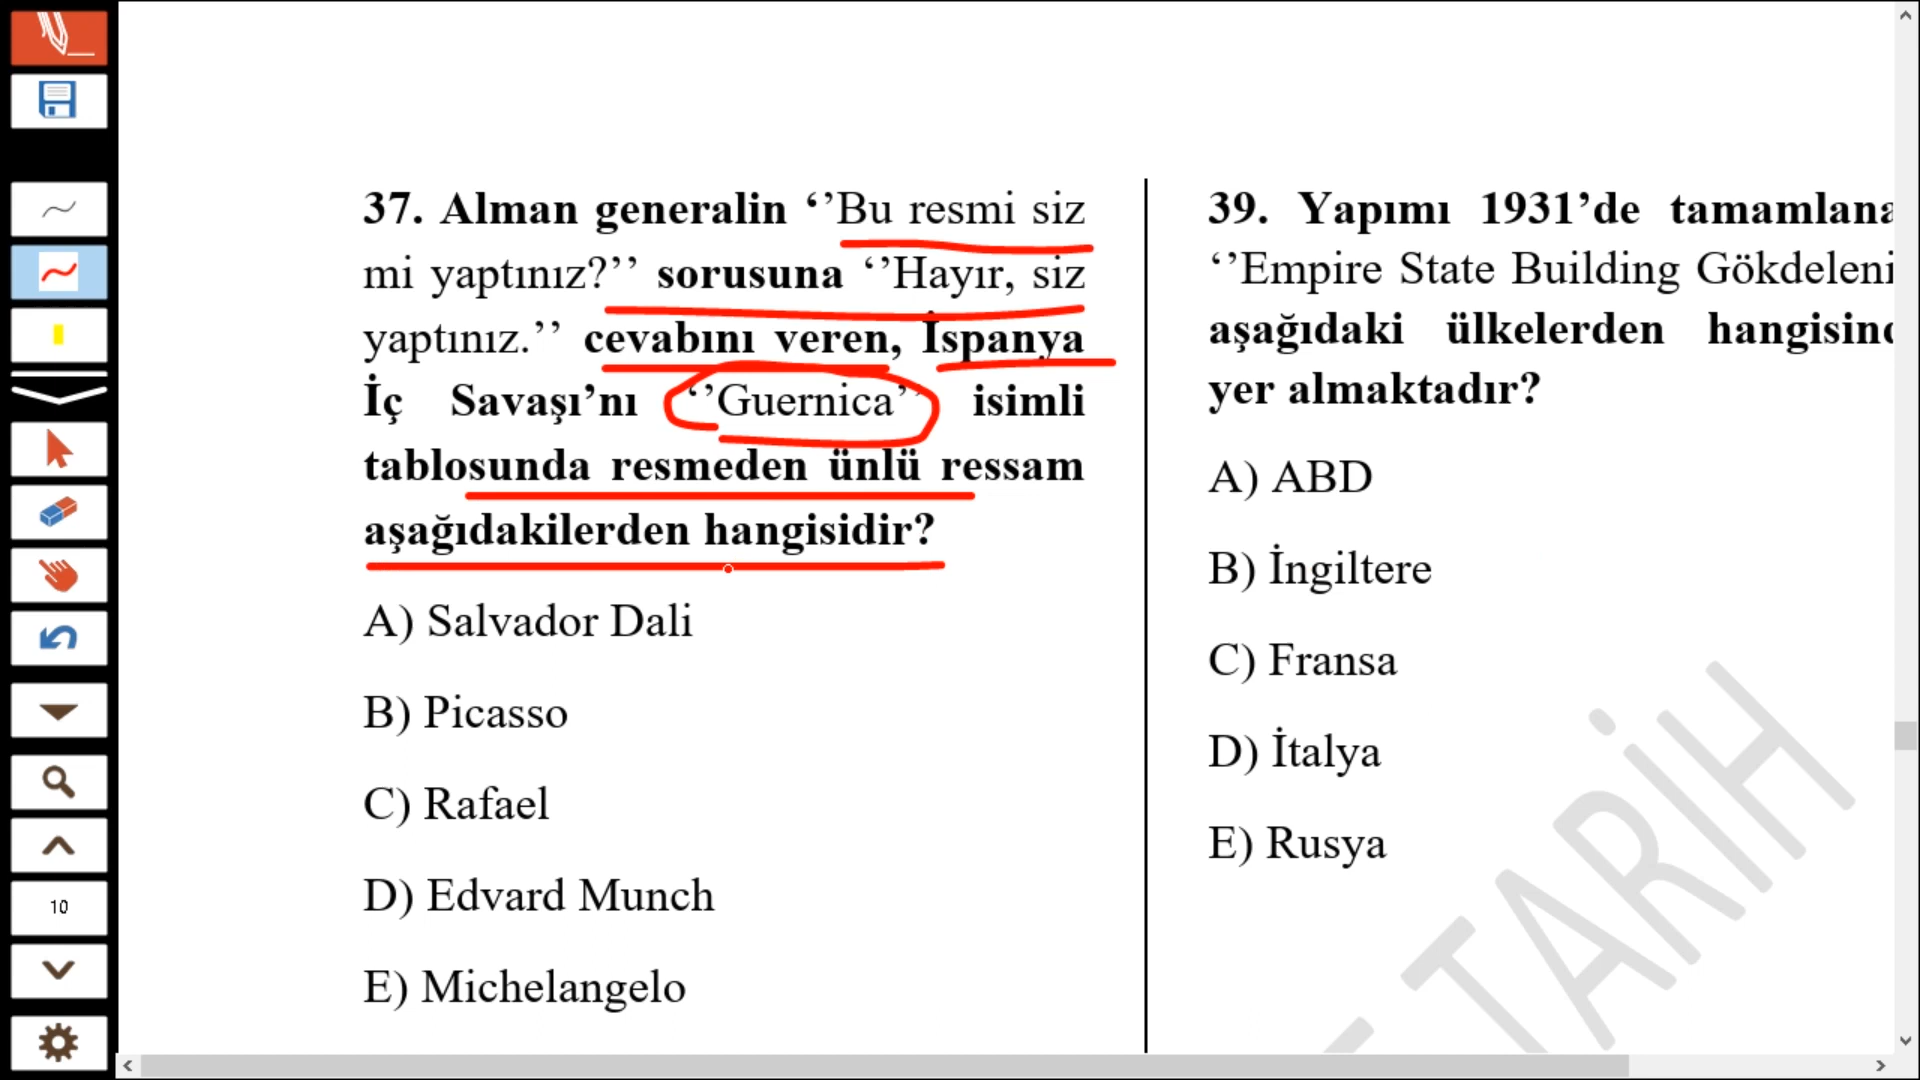 37. Alman generalin ‘’Bu resmi siz
mi yaptınız?’’ sorusuna ‘’Hayır, siz
yaptınız.’’ cevabını veren, İspanya
İç Savaşı’nı ‘’Guernica’’ isimli
tablosunda resmeden ünlü ressam
aşağıdakilerden hangisidir?
A) Salvador Dali
B) Picasso
C) Rafael
D) Edvard Munch
E) Michelangelo
39. Yapımı 1931’de tamamlana
‘’Empire State Building Gökdeleni
aşağıdaki ülkelerden hangisind
yer almaktadır?
A) ABD
B) İngiltere
C) Fransa
D) İtalya
E) Rusya
TARİH
10